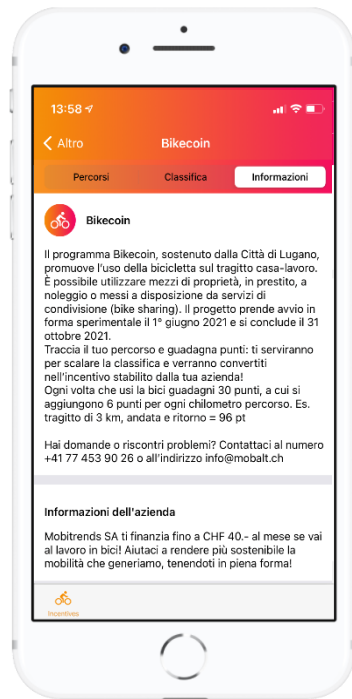 13:58
Altro
Bikecoin
Percorsi
Classifica
Informazioni
Bikecoin
Il programma Bikecoin, sostenuto dalla Città di Lugano,
promuove l'uso della bicicletta sul tragitto casa-lavoro.
È possibile utilizzare mezzi di proprietà, in prestito, a
noleggio o messi a disposizione da servizi di
condivisione (bike sharing). Il progetto prende avvio in
forma sperimentale il 1° giugno 2021 e si conclude il 31
ottobre 2021.
Traccia il tuo percorso e guadagna punti: ti serviranno
per scalare la classifica e verranno convertiti
nell'incentivo stabilito dalla tua azienda!
Ogni volta che usi la bici guadagni 30 punti, a cui si
aggiungono 6 punti per ogni chilometro percorso. Es.
tragitto di 3 km, andata e ritorno = 96 pt
Hai domande o riscontri problemi? Contattaci al numero
+41 77 453 90 26 o all'indirizzo info@mobalt.ch
Informazioni dell'azienda
Mobitrends SA ti finanzia fino a CHF 40.- al mese se vai
al lavoro in bici! Aiutaci a rendere più sostenibile la
mobilità che generiamo, tenendoti in piena forma!
Incentives